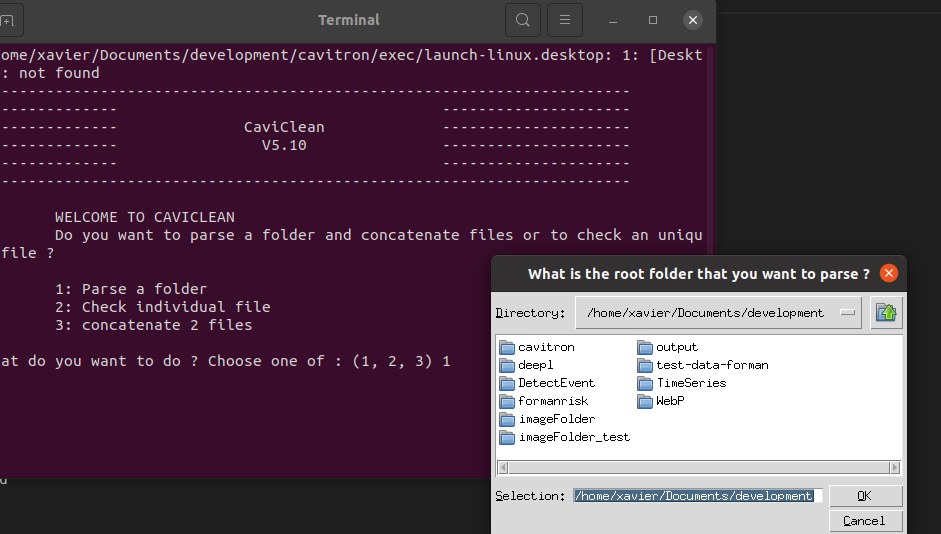 Terminal
ome/xavier/Documents/development/cavitron/exec/launch-linux.desktop: 1: [Deskt
: not found
----------------------------------------------------------------------
------------- ---------------------
------------- CaviClean ---------------------
------------- V5.10 ---------------------
------------- ---------------------
----------------------------------------------------------------------
WELCOME TO CAVICLEAN
Do you want to parse a folder and concatenate files or to check an uniqu
file ?
1: Parse a folder
2: Check individual file
3: concatenate 2 files
at do you want to do ? Choose one of : (1, 2, 3) 1
What is the root folder that you want to parse ?
Directory: /home/xavier/Documents/development
cavitron
deepl
DetectEvent
formanrisk
imageFolder
imageFolder_test
output
test-data-forman
TimeSeries
WebP
Selection: /home/xavier/Documents/development
OK
Cancel